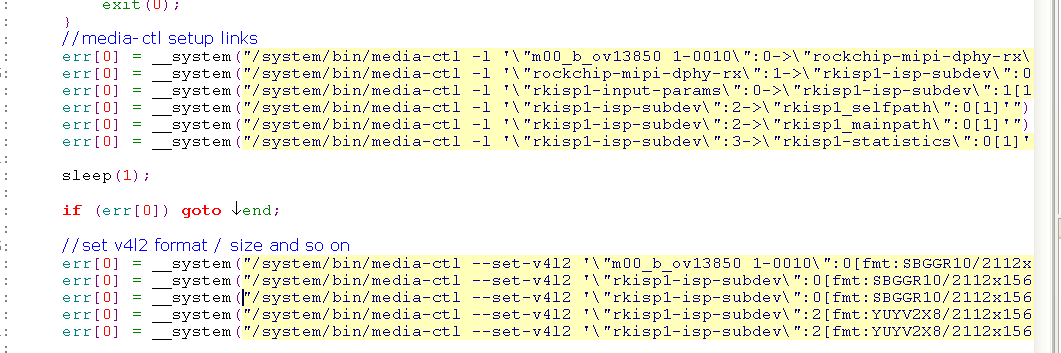 exit(0);
}
//media-ctl setup links
err[0] = __system("/system/bin/media-ctl -l '\"m00_b_ov13850 1-0010\":0->\"rockchip-mipi-dphy-rx\
err[0] = __system("/system/bin/media-ctl -l '\"rockchip-mipi-dphy-rx\":1->\"rkisp1-isp-subdev\":0
err[0] = __system("/system/bin/media-ctl -l '\"rkisp1-input-params\":0->\"rkisp1-isp-subdev\":1[1
err[0] = __system("/system/bin/media-ctl -l '\"rkisp1-isp-subdev\":2->\"rkisp1_selfpath\":0[1]'")
err[0] = __system("/system/bin/media-ctl -l '\"rkisp1-isp-subdev\":2->\"rkisp1_mainpath\":0[1]'")
err[0] = __system("/system/bin/media-ctl -l '\"rkisp1-isp-subdev\":3->\"rkisp1-statistics\":0[1]'
sleep(1);
if (err[0]) goto ↓end;
//set v4l2 format / size and so on
err[0] = __system("/system/bin/media-ctl --set-v4l2 '\"m00_b_ov13850 1-0010\":0[fmt:SBGGR10/2112x
err[0] = __system("/system/bin/media-ctl --set-v4l2 '\"rkisp1-isp-subdev\":0[fmt:SBGGR10/2112x156
err[0] = __system("/system/bin/media-ctl --set-v4l2 '\"rkisp1-isp-subdev\":0[fmt:SBGGR10/2112x156
err[0] = __system("/system/bin/media-ctl --set-v4l2 '\"rkisp1-isp-subdev\":2[fmt:YUYV2X8/2112x156
err[0] = __system("/system/bin/media-ctl --set-v4l2 '\"rkisp1-isp-subdev\":2[fmt:YUYV2X8/2112x156